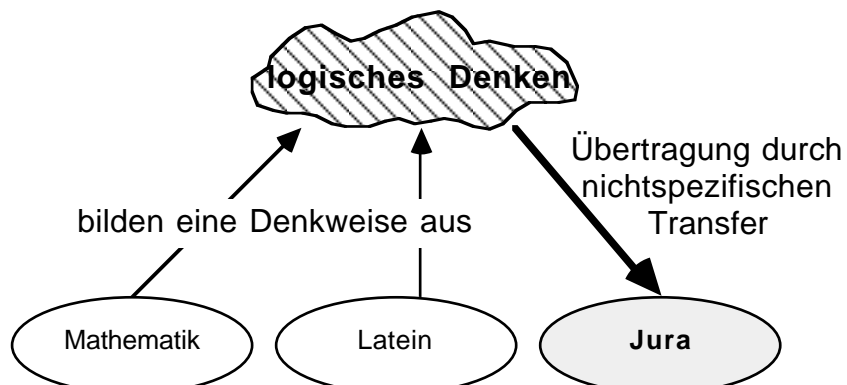 logisches Denken
Übertragung durch
nichtspezifischen
Transfer
bilden eine Denkweise aus
Mathematik
Latein
Jura